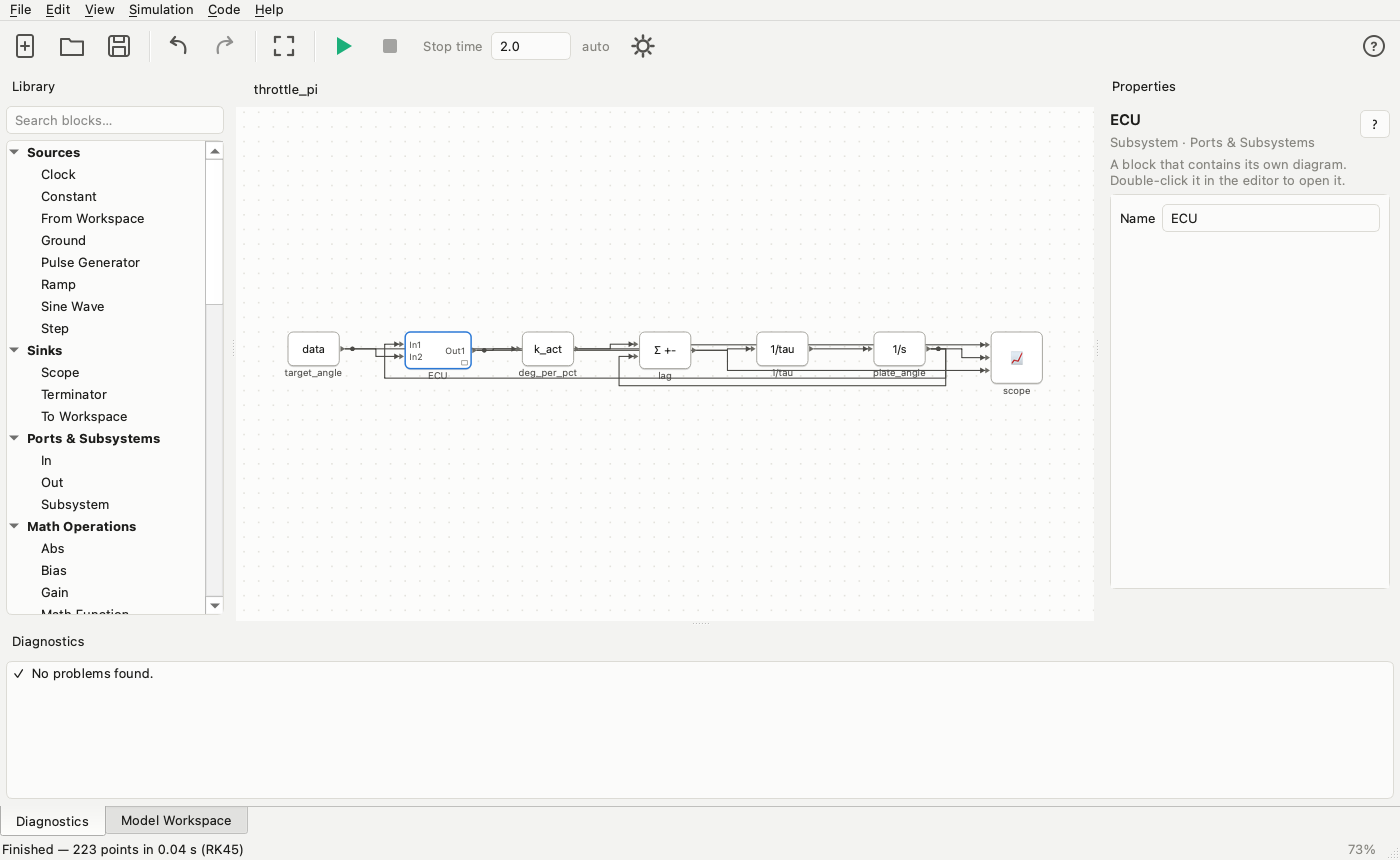 File Edit View Simulation Code Help
Stop time 2.0 auto
?
Library
throttle_pi
Properties
Search blocks...
Sources
Clock
Constant
From Workspace
Ground
Pulse Generator
Ramp
Sine Wave
Step
Sinks
Scope
Terminator
To Workspace
Ports & Subsystems
In
Out
Subsystem
Math Operations
Abs
Bias
Gain
Math Function
data
target_angle
In1
In2
Out1
ECU
k_act
deg_per_pct
Σ +-
lag
1/tau
1/tau
1/s
plate_angle
scope
ECU
?
Subsystem · Ports & Subsystems
A block that contains its own diagram.
Double-click it in the editor to open it.
Name ECU
Diagnostics
✓ No problems found.
Diagnostics Model Workspace
Finished — 223 points in 0.04 s (RK45)
73%